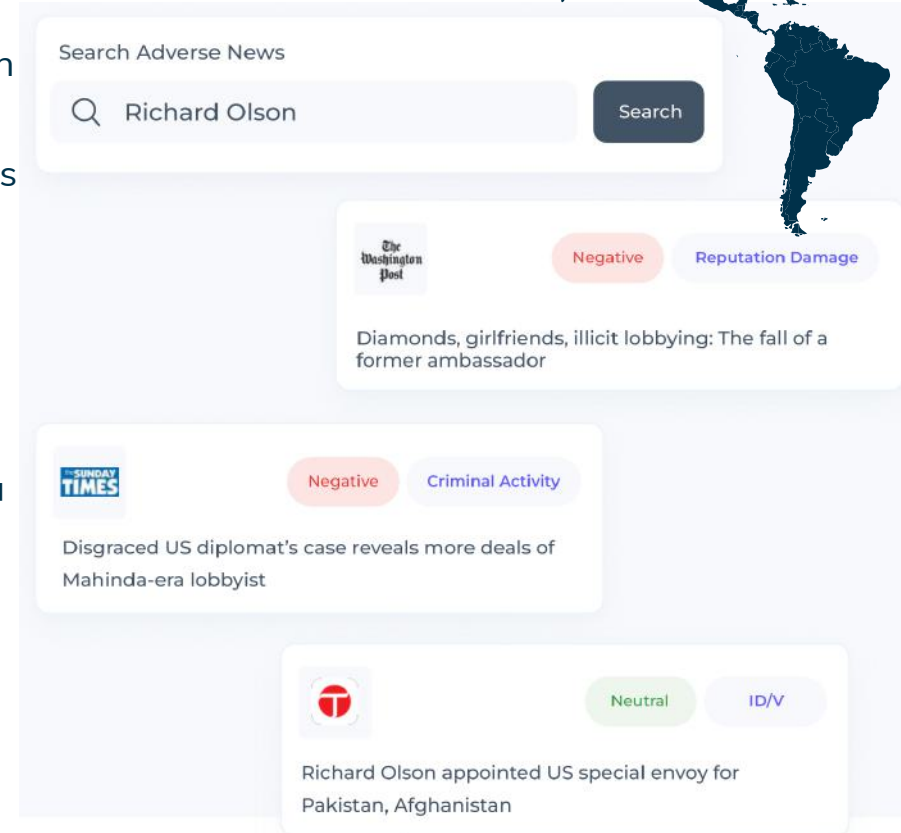 Search Adverse News
Richard Olson
Search
The
Washington
Post
Negative
Reputation Damage
Diamonds, girlfriends, illicit lobbying: The fall of a
former ambassador
THE SUNDAY
TIMES
Negative
Criminal Activity
Disgraced US diplomat’s case reveals more deals of
Mahinda-era lobbyist
Neutral
ID/V
Richard Olson appointed US special envoy for
Pakistan, Afghanistan